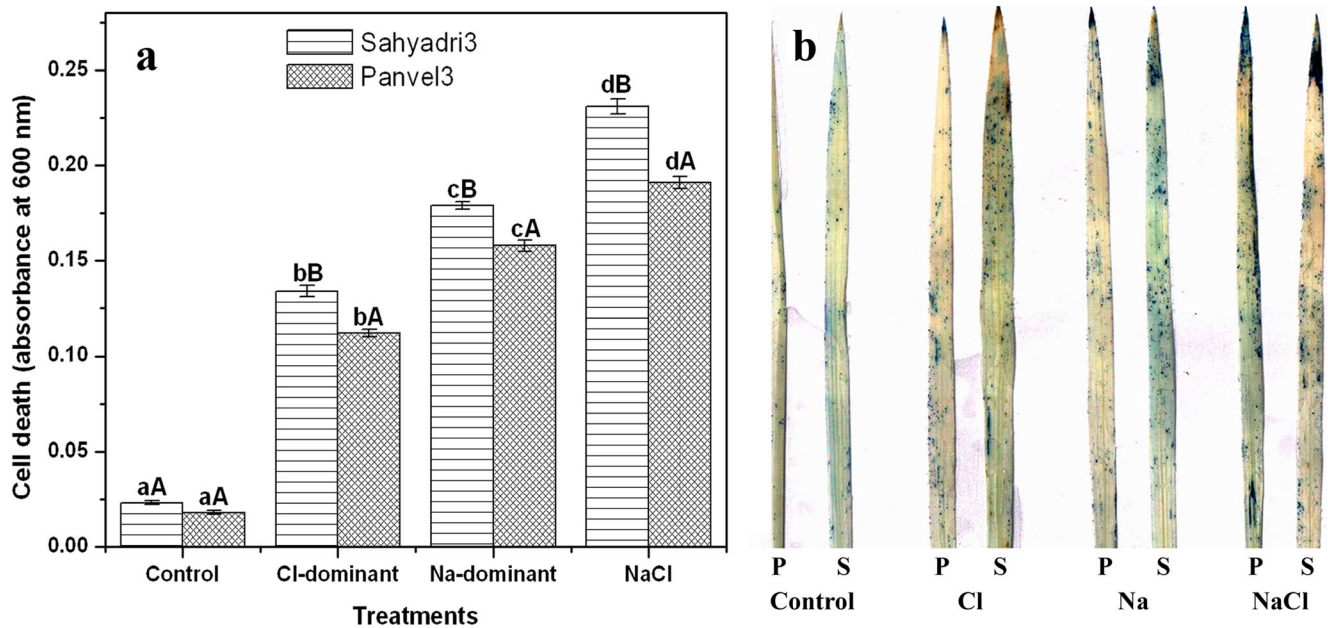 a
Sahyadri3
Panvel3
Cell death (absorbance at 600 nm)
0.25
0.20
0.15
0.10
0.05
0.00
aA
aA
bB
bA
cB
cA
dB
dA
Control
Cl-dominant
Na-dominant
NaCl
Treatments
b
P S P S P S P S
Control Cl Na NaCl